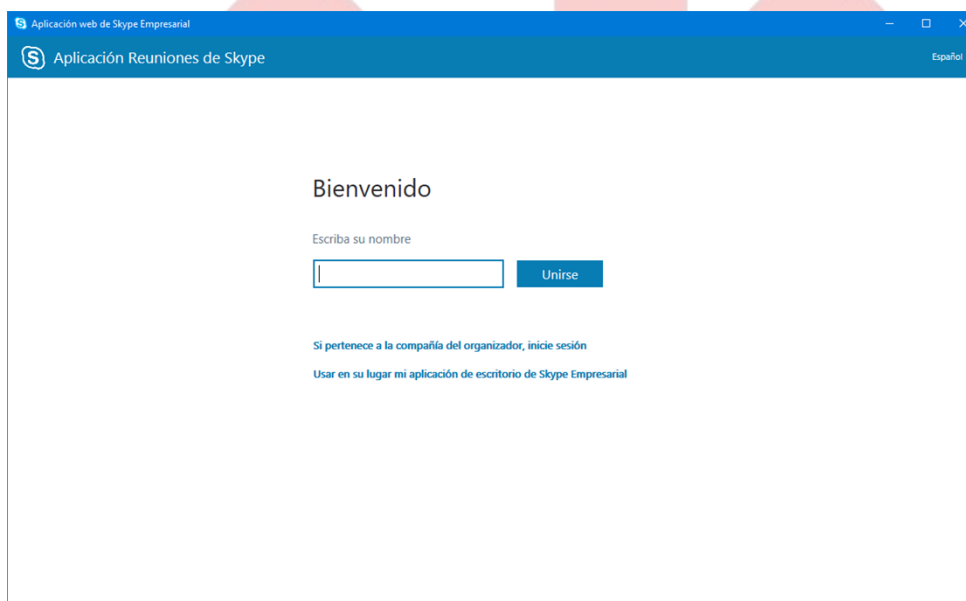 Aplicación web de Skype Empresarial
Aplicación Reuniones de Skype
Español
Bienvenido
Escriba su nombre
Unirse
Si pertenece a la compañía del organizador, inicie sesión
Usar en su lugar mi aplicación de escritorio de Skype Empresarial